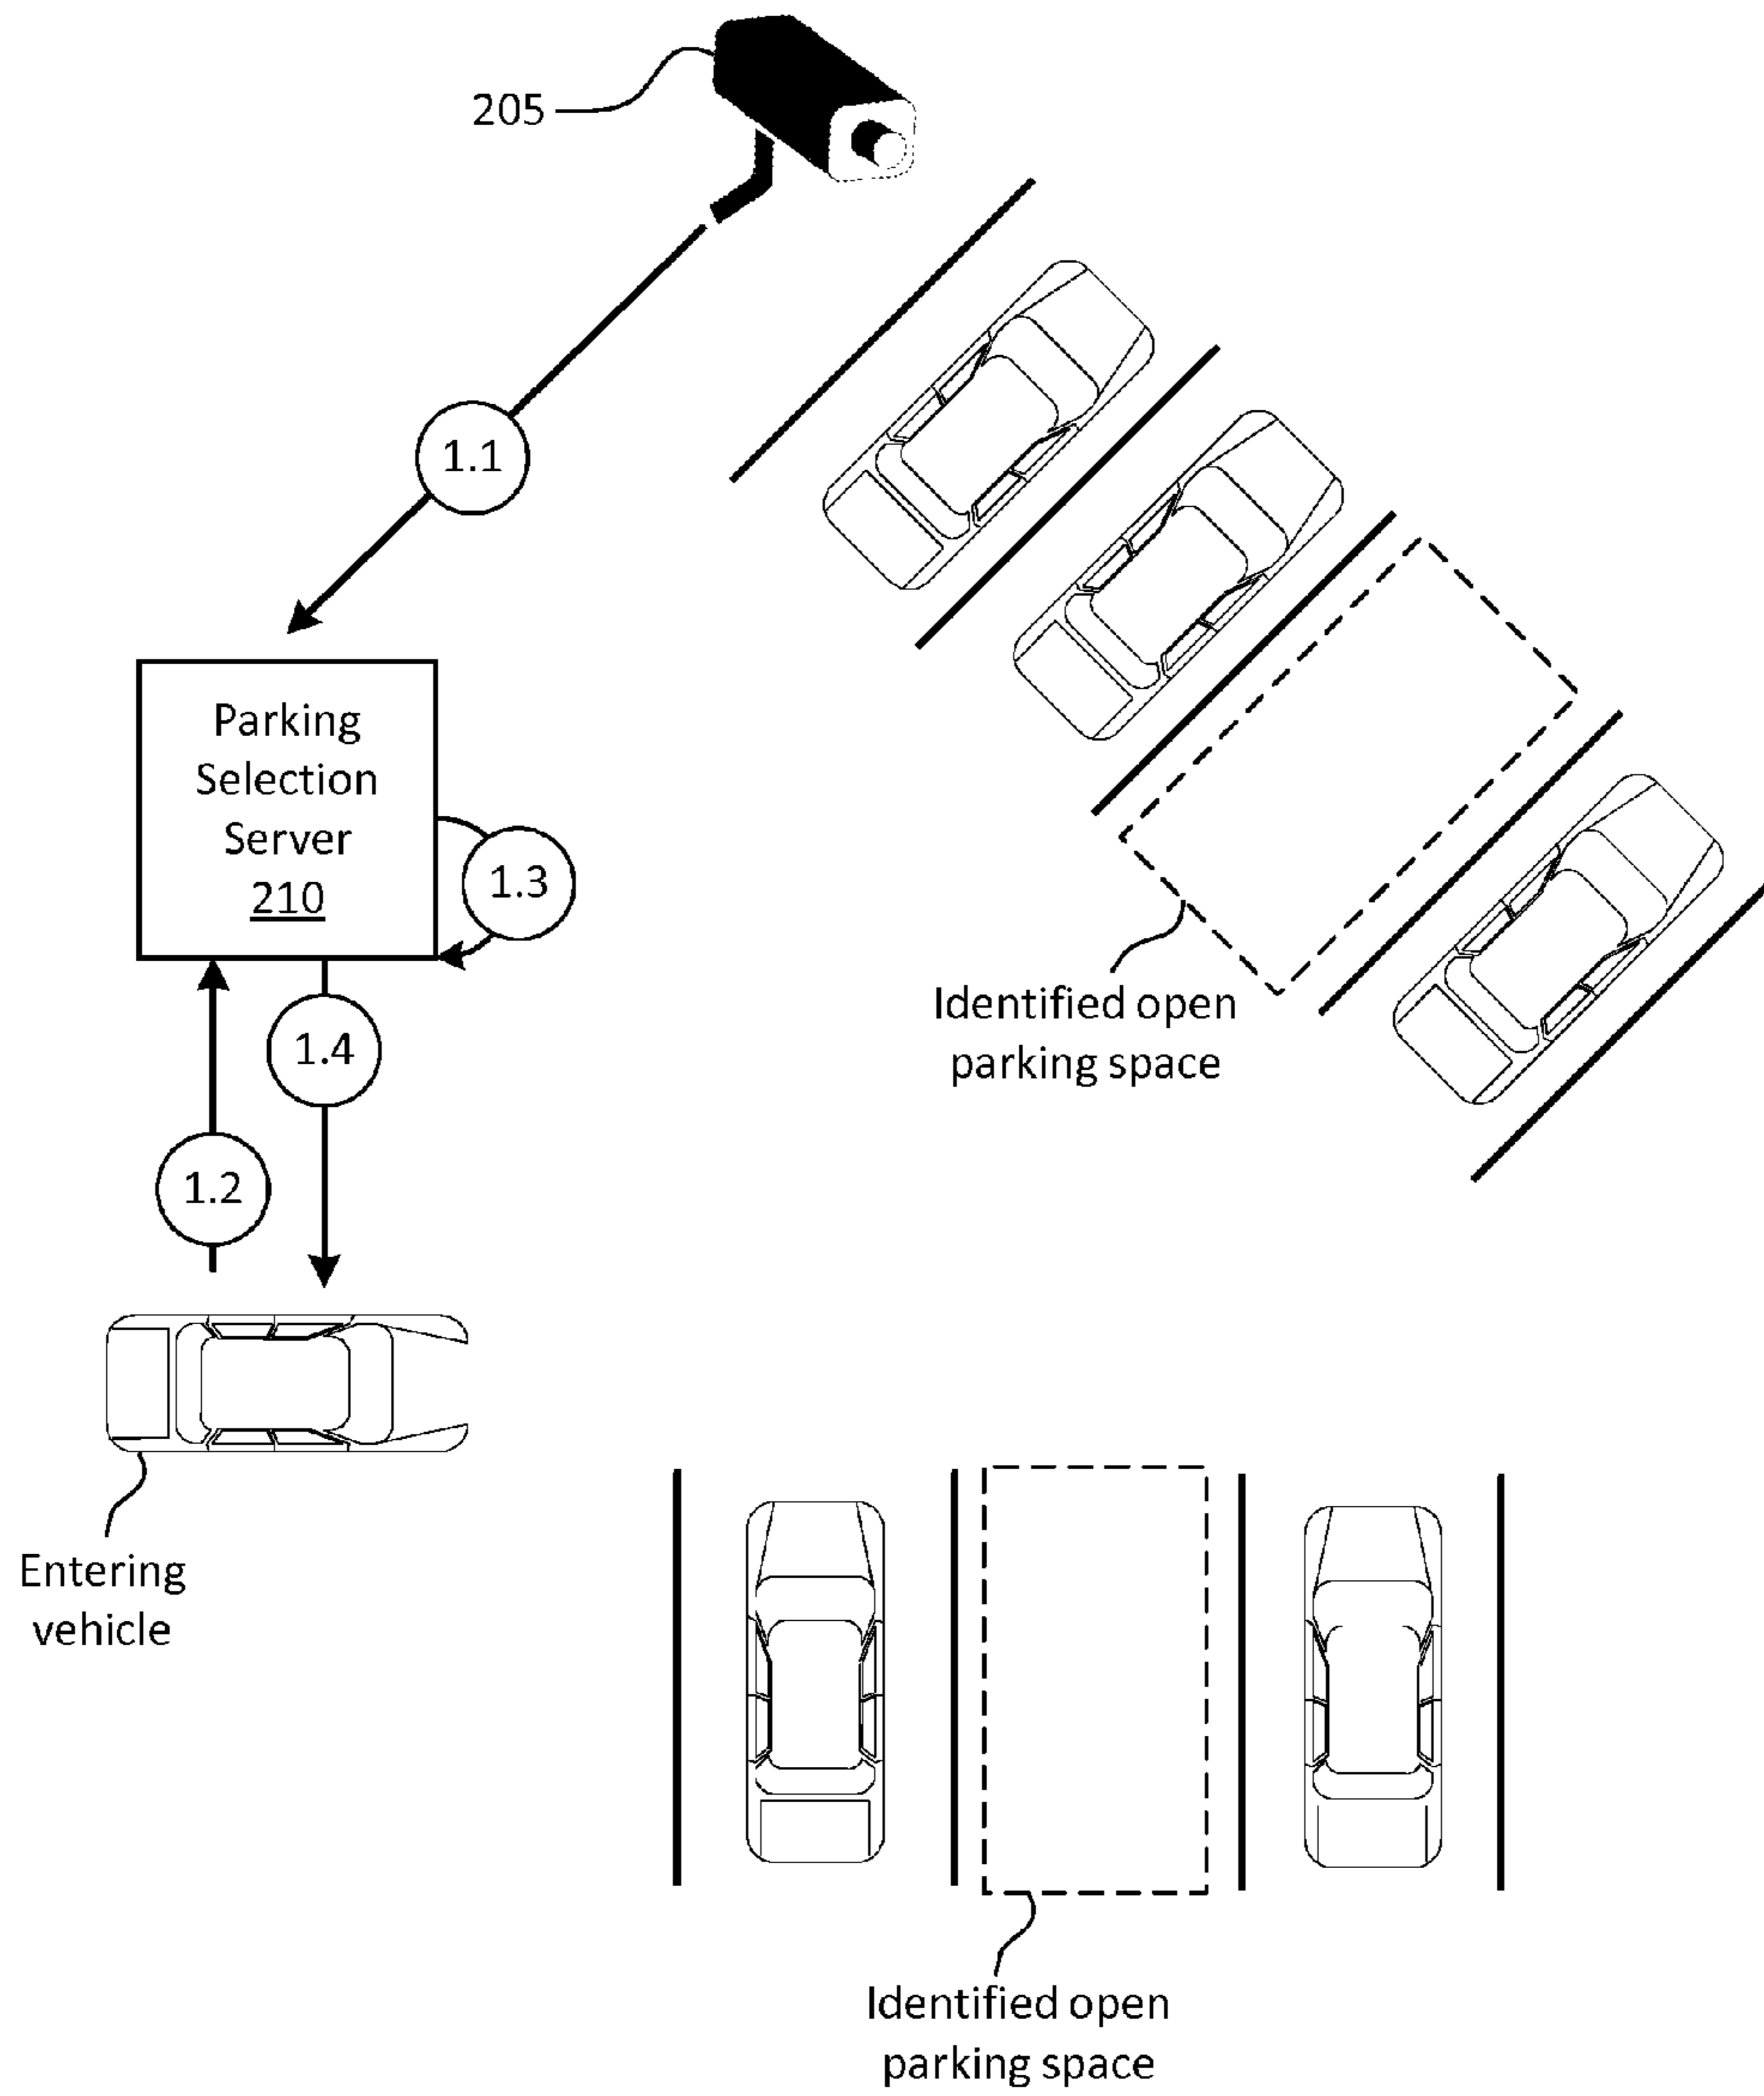 205
1.1
Parking
Selection
Server
210
1.3
1.4
1.2
Identified open
parking space
Entering
vehicle
Identified open
parking space